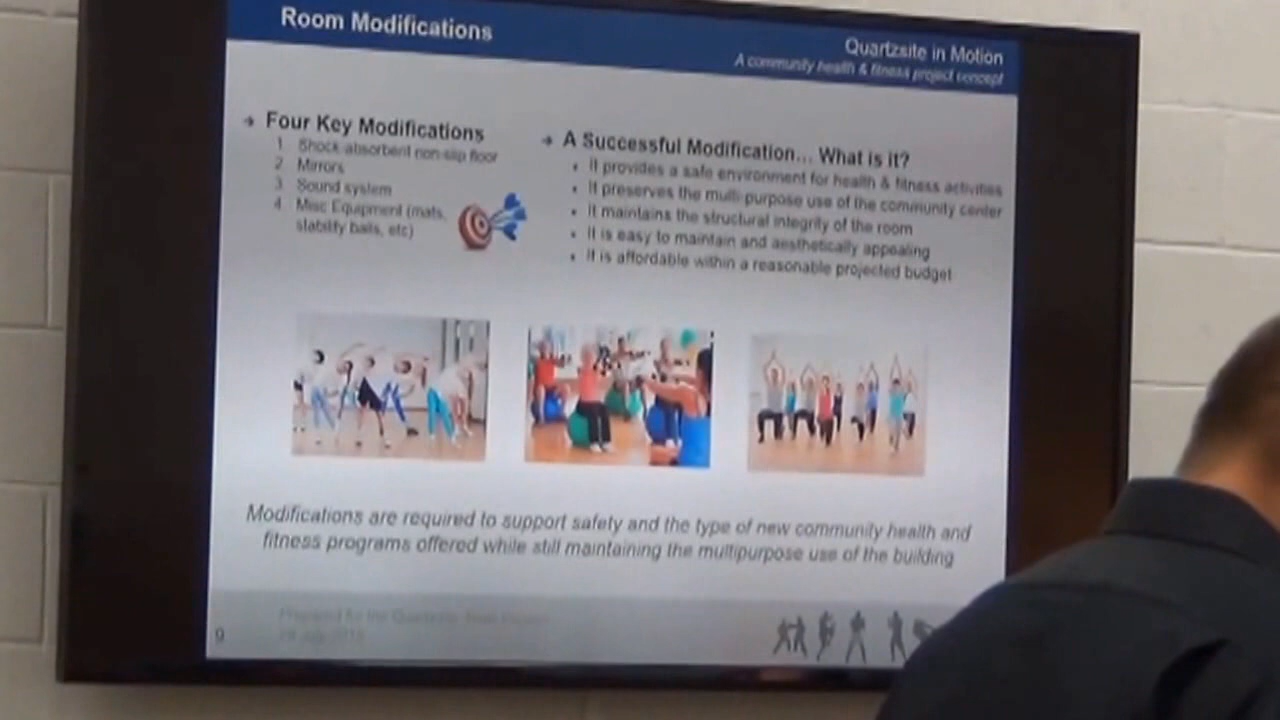 Room Modifications
Quartzsite in Motion
A community health & fitness project concept
→ Four Key Modifications
1 Shock-absorbent non-slip floor
2 Mirrors
3 Sound system
4. Misc Equipment (mats,
stability balls, etc)
→ A Successful Modification... What is it?
• It provides a safe environment for health & fitness activities
• It preserves the multi-purpose use of the community center
• It maintains the structural integrity of the room
• It is easy to maintain and aesthetically appealing
• It is affordable within a reasonable projected budget
Modifications are required to support safety and the type of new community health and
fitness programs offered while still maintaining the multipurpose use of the building
Prepared for the Quartzsite Town
9